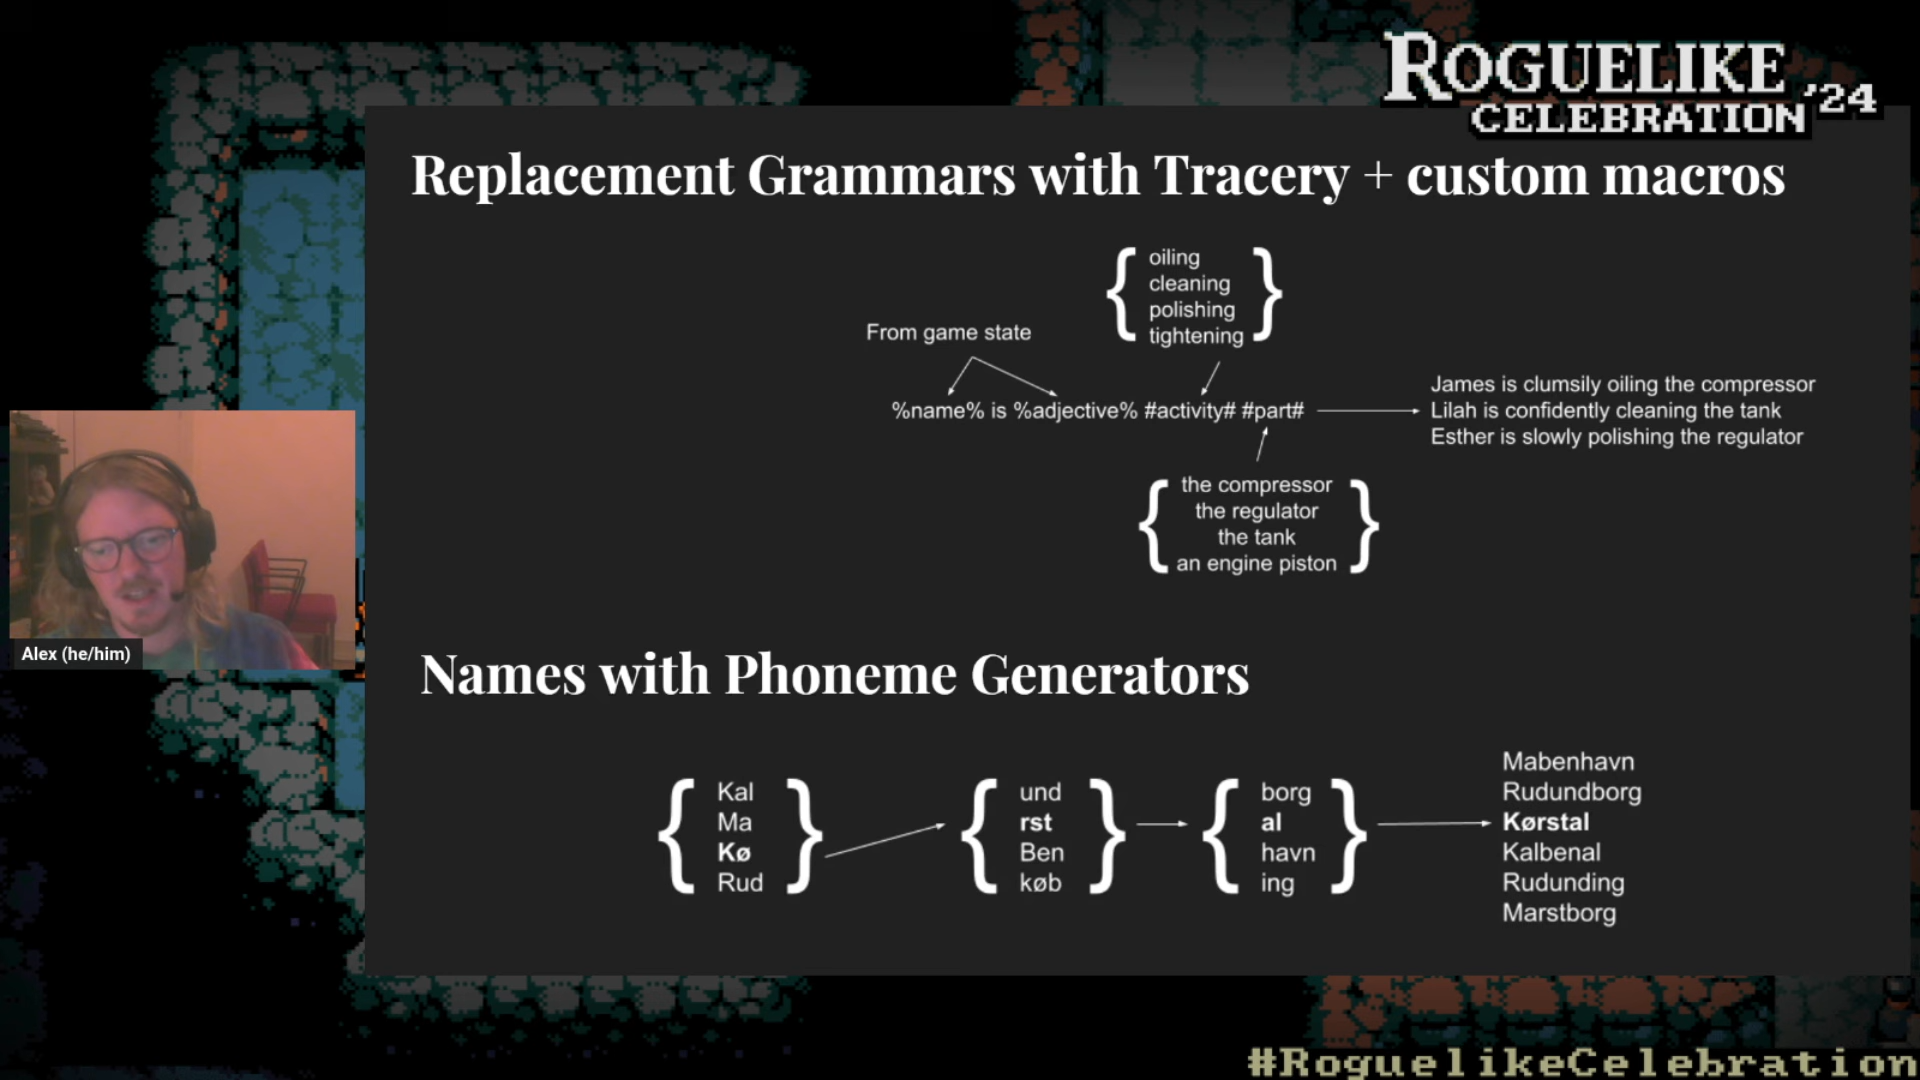 ROGUELIKE
CELEBRATION '24
Replacement Grammars with Tracery + custom macros
oiling
cleaning
polishing
tightening
From game state
%name% is %adjective% #activity# #part#
James is clumsily oiling the compressor
Lilah is confidently cleaning the tank
Esther is slowly polishing the regulator
the compressor
the regulator
the tank
an engine piston
Alex (he/him)
Names with Phoneme Generators
Kal
Ma
Kø
Rud
und
rst
Ben
køb
borg
al
havn
ing
Mabenhavn
Rudundborg
Kørstal
Kalbenal
Rudunding
Marstborg
#RoguelikeCelebration